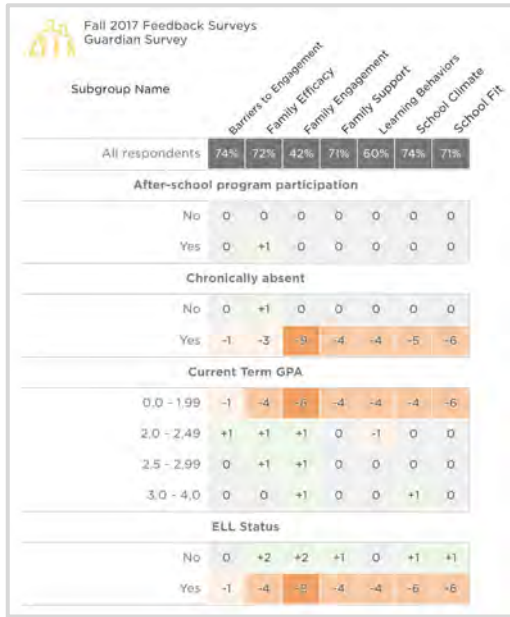 Fall 2017 Feedback Surveys
Guardian Survey
Subgroup Name
Barriers to Engagement
Family Efficacy
Family Engagement
Family Support
Learning Behaviors
School Climate
School Fit
All respondents 74% 72% 42% 71% 60% 74% 71%
After-school program participation
No 0 0 0 0 0 0 0
Yes 0 +1 0 0 0 0 0
Chronically absent
No 0 +1 0 0 0 0 0
Yes -1 -3 -9 -4 -4 -5 -6
Current Term GPA
0.0 - 1.99 -1 -4 -6 -4 -4 -4 -6
2.0 - 2.49 +1 +1 +1 0 -1 0 0
2.5 - 2.99 0 +1 +1 0 0 0 0
3.0 - 4.0 0 0 +1 0 0 +1 0
ELL Status
No 0 +2 +2 +1 0 +1 +1
Yes -1 -4 -4 -4 -6 -6